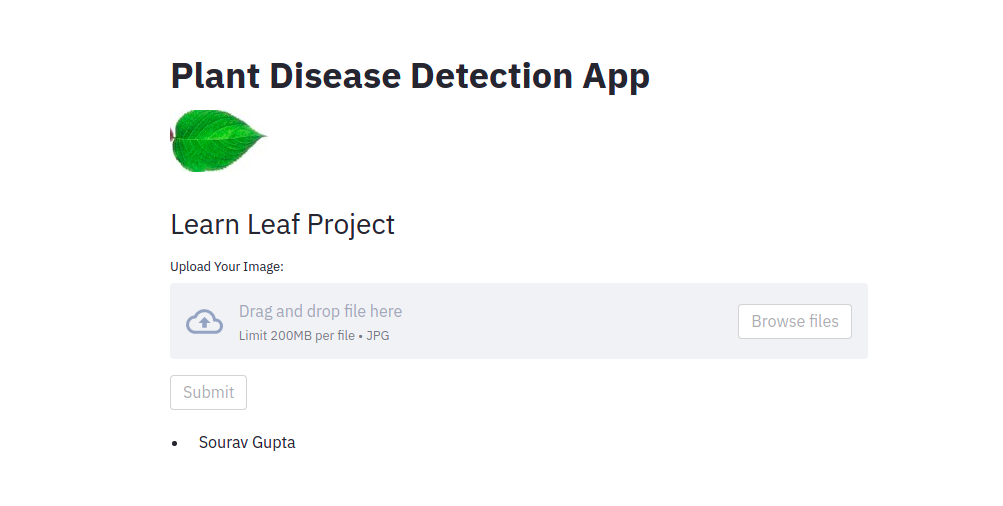 Plant Disease Detection App
Learn Leaf Project
Upload Your Image:
Drag and drop file here
Limit 200MB per file • JPG
Browse files
Submit
• Sourav Gupta